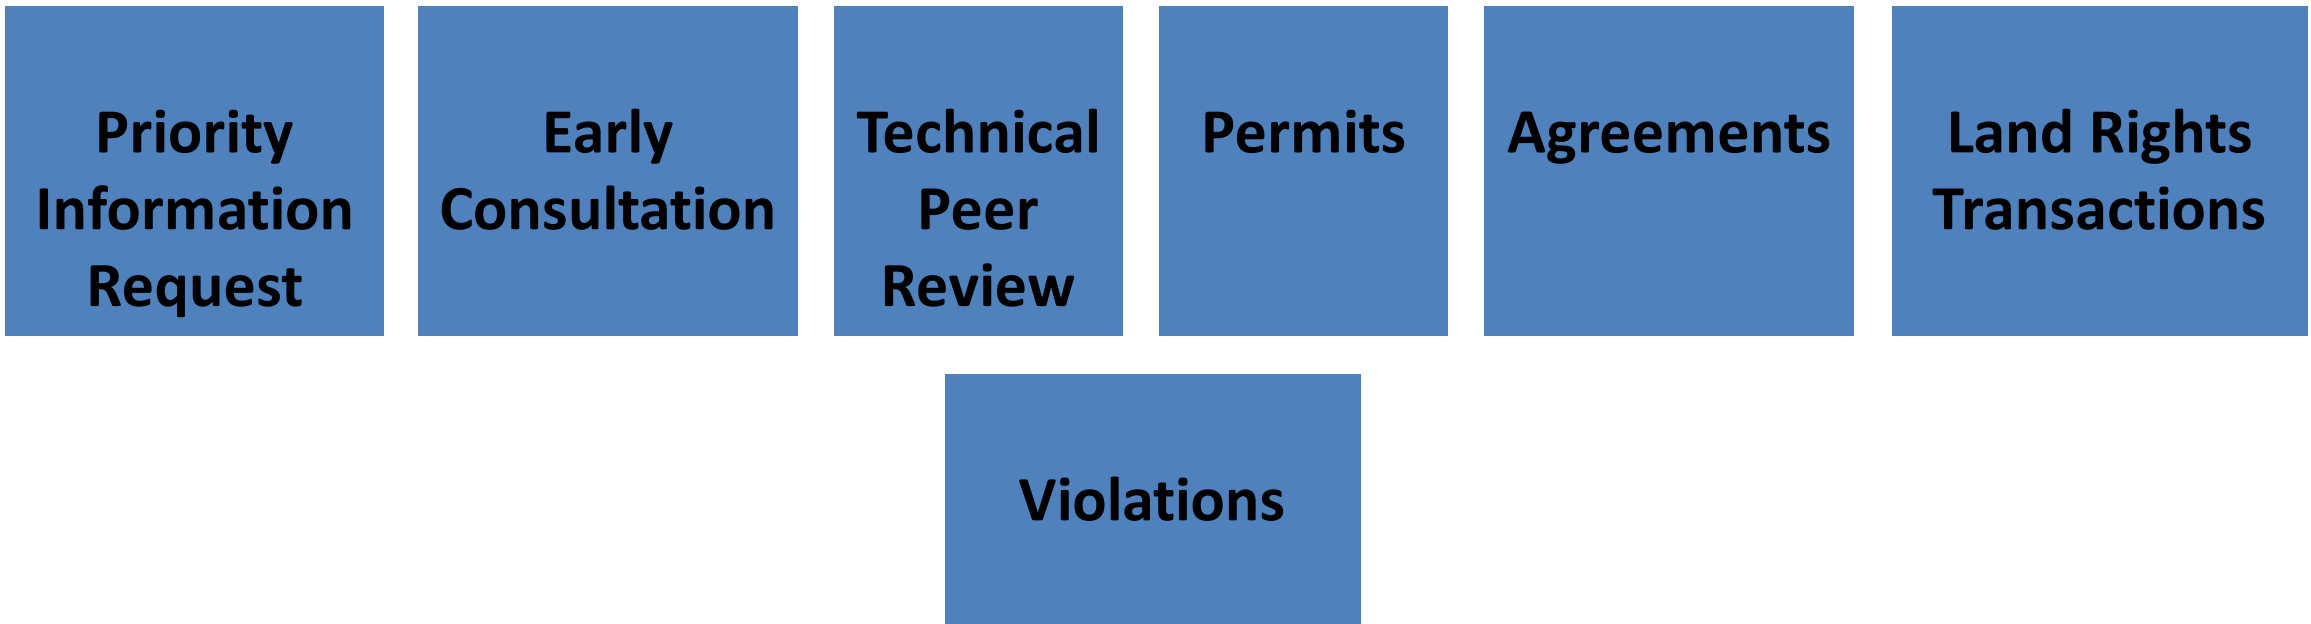 Priority
Information
Request
Early
Consultation
Technical
Peer
Review
Permits
Agreements
Land Rights
Transactions
Violations